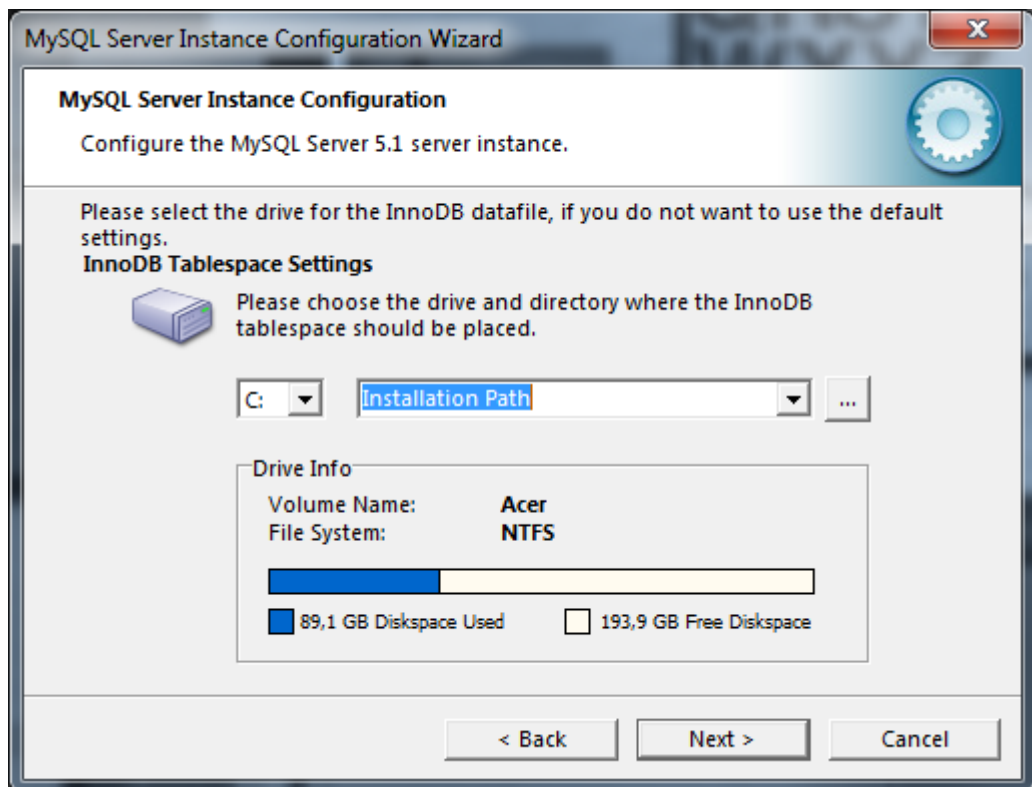 MySQL Server Instance Configuration Wizard
MySQL Server Instance Configuration
Configure the MySQL Server 5.1 server instance.
Please select the drive for the InnoDB datafile, if you do not want to use the default
settings.
InnoDB Tablespace Settings
Please choose the drive and directory where the InnoDB
tablespace should be placed.
C: Installation Path ...
Drive Info
Volume Name: Acer
File System: NTFS
89,1 GB Diskspace Used 193,9 GB Free Diskspace
< Back Next > Cancel